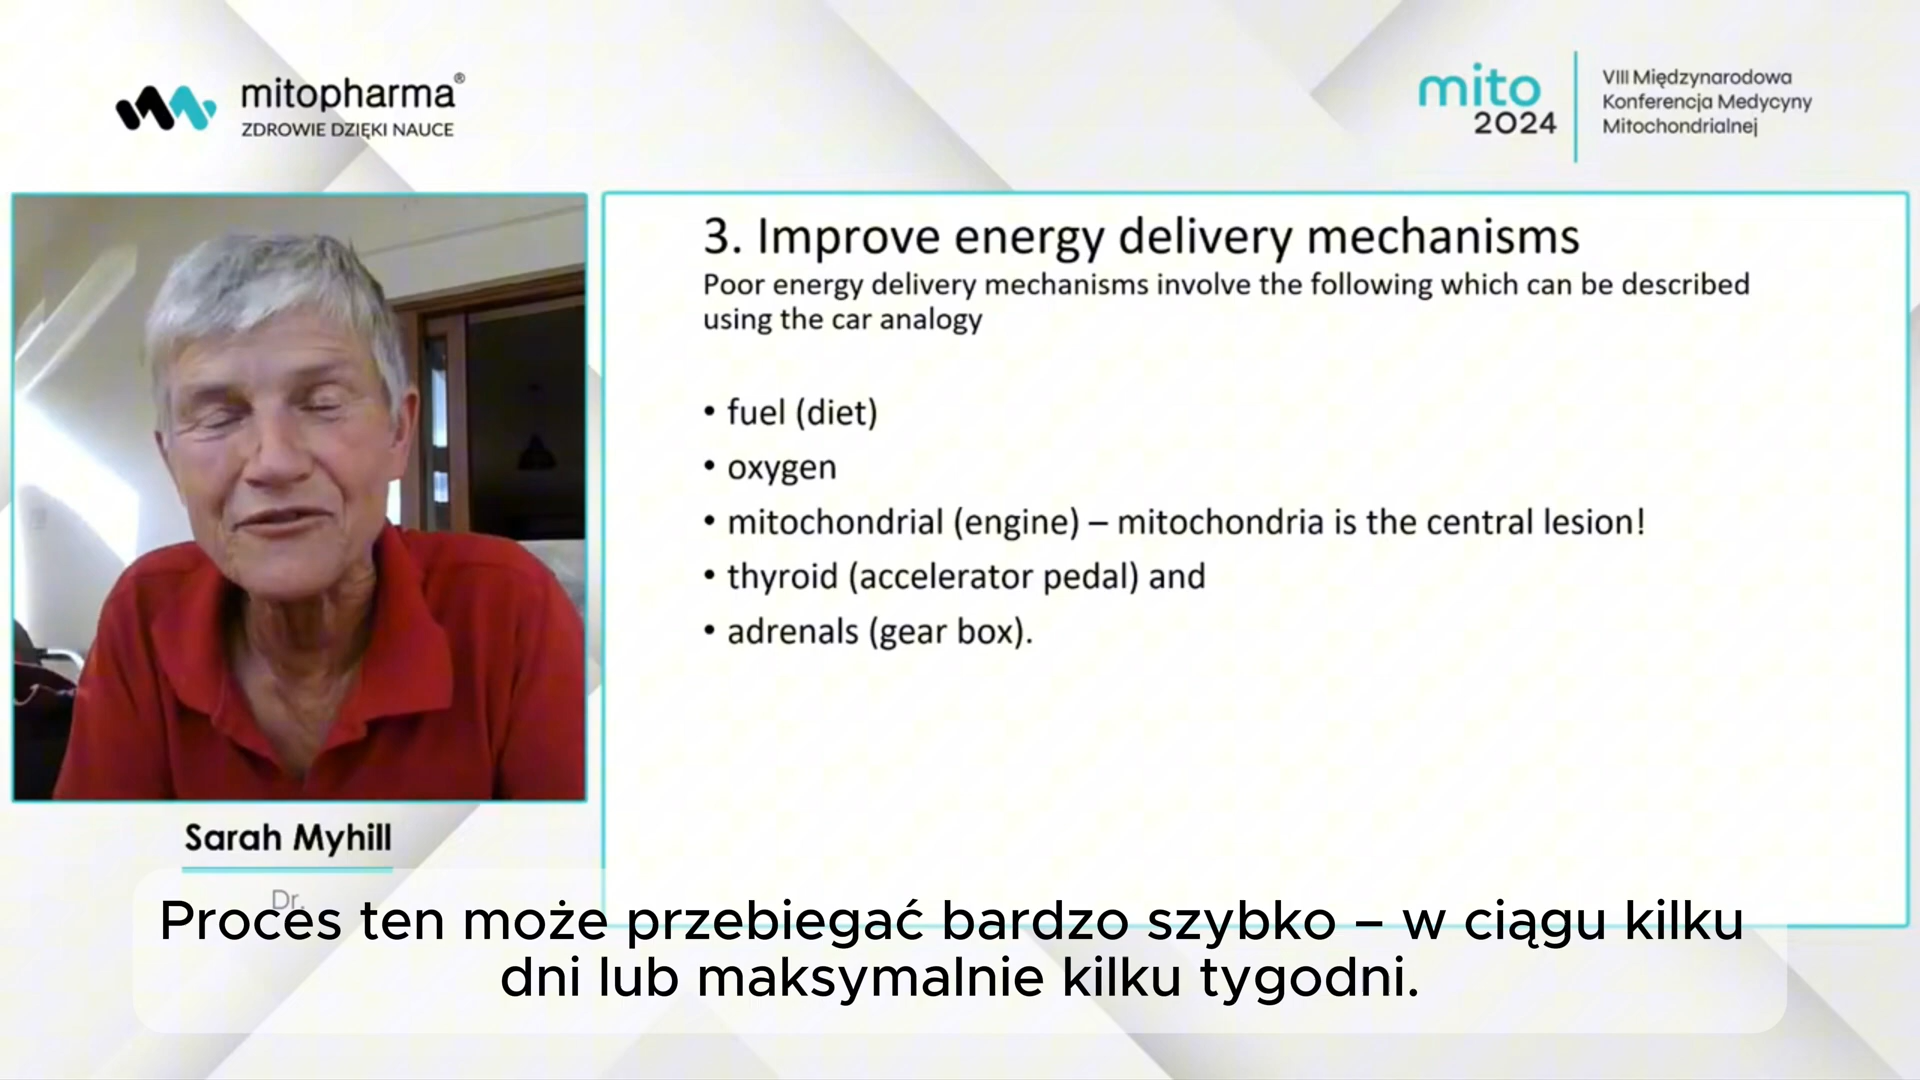 mitopharma®
ZDROWIE DZIĘKI NAUCE
mito
2024
VIII Międzynarodowa
Konferencja Medycyny
Mitochondrialnej
3. Improve energy delivery mechanisms
Poor energy delivery mechanisms involve the following which can be described
using the car analogy
• fuel (diet)
• oxygen
• mitochondrial (engine) – mitochondria is the central lesion!
• thyroid (accelerator pedal) and
• adrenals (gear box).
Sarah Myhill
Dr.
Proces ten może przebiegać bardzo szybko – w ciągu kilku
dni lub maksymalnie kilku tygodni.